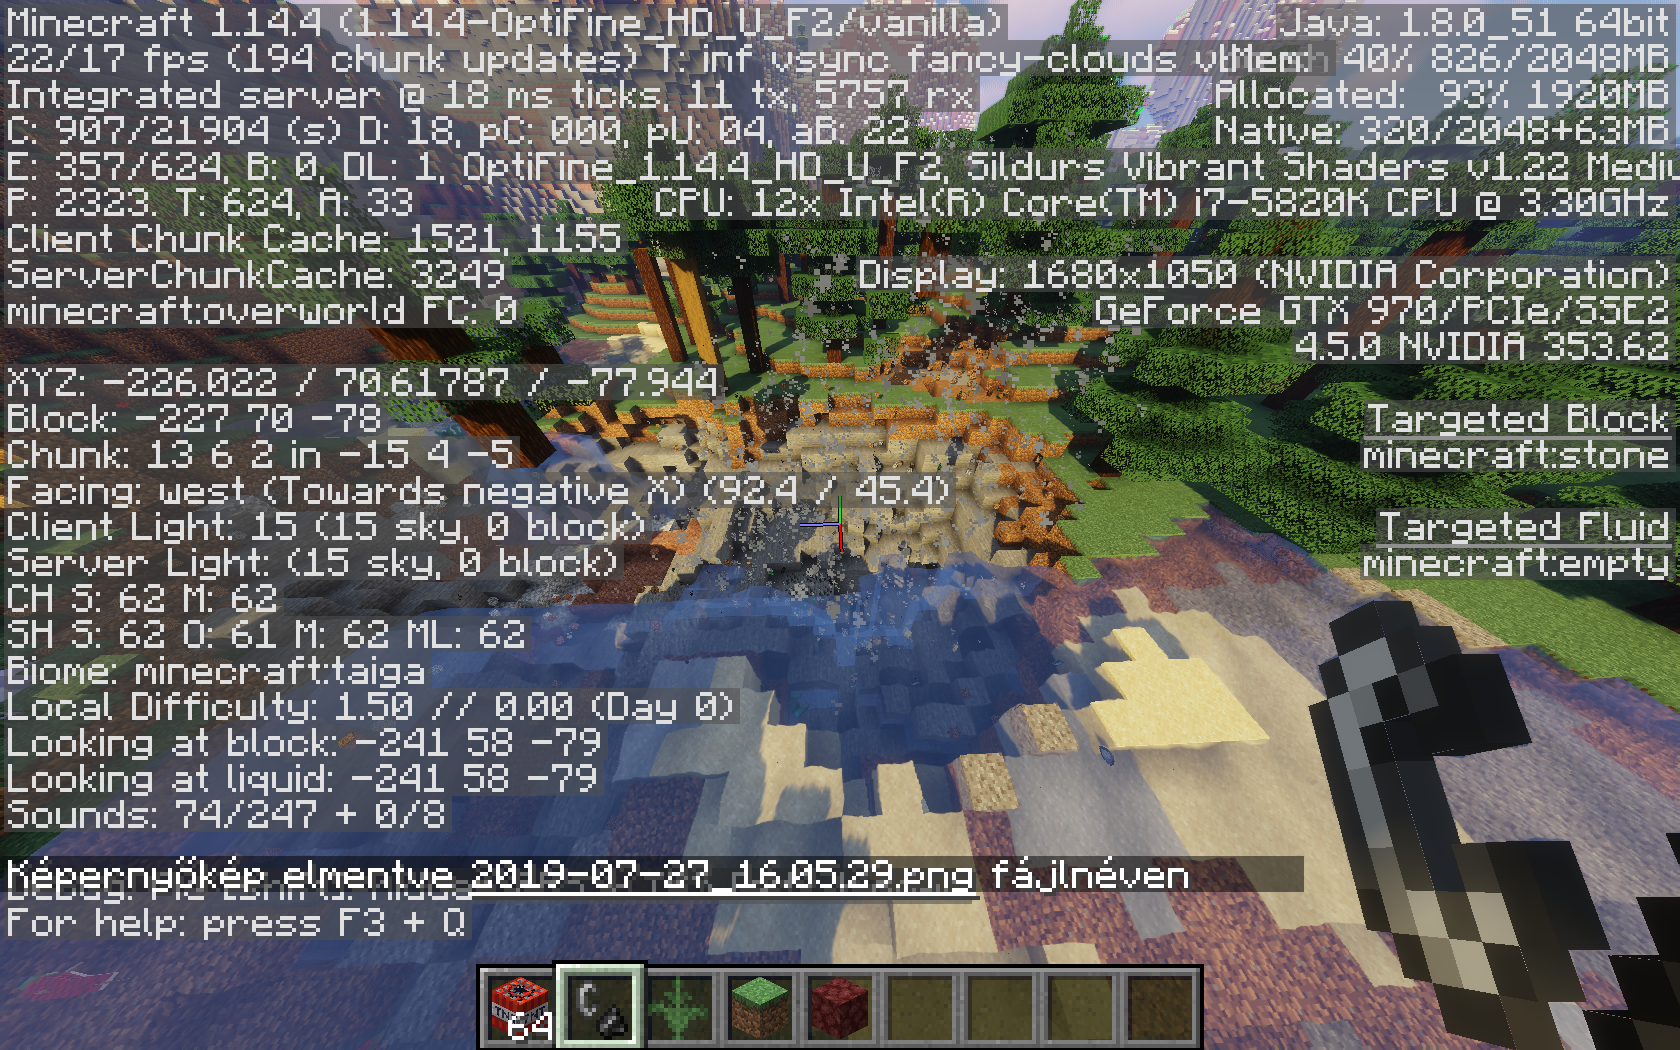 Minecraft 1.14.4 (1.14.4-OptiFine_HD_U_F2/vanilla)
22/17 fps (194 chunk updates) T: inf vsync fancy-clouds
Integrated server @ 18 ms ticks, 11 tx, 5757 rx
C: 907/21904 (s) D: 18, pC: 000, pU: 04, aB: 22
E: 357/624, B: 0, DL: 1, OptiFine_1.14.4_HD_U_F2, Sildurs Vibrant Shaders v1.22
P: 2323, T: 624, A: 33
Client Chunk Cache: 1521, 1155
ServerChunkCache: 3249
minecraft:overworld FC: 0
XYZ: -226.022 / 70.61787 / -77.944
Block: -227 70 -78
Chunk: 13 6 2 in -15 4 -5
Facing: west (Towards negative X) (92.4 / 45.4)
Client Light: 15 (15 sky, 0 block)
Server Light: (15 sky, 0 block)
CH S: 62 M: 62
SH S: 62 O: 61 M: 62 ML: 62
Biome: minecraft:taiga
Local Difficulty: 1.50 // 0.00 (Day 0)
Looking at block: -241 58 -79
Looking at liquid: -241 58 -79
Sounds: 74/247 + 0/8
Képernyőkép elmentve 2019-07-27_16.05.29.png fájlnéven
For help: press F3 + Q
Java: 1.8.0_51 64bit
Mem: 40% 826/2048MB
Allocated: 93% 1920MB
Native: 320/2048+63MB
CPU: 12x Intel(R) Core(TM) i7-5820K CPU @ 3.30GHz
Display: 1680x1050 (NVIDIA Corporation)
GeForce GTX 970/PCIe/SSE2
4.5.0 NVIDIA 353.62
Targeted Block
minecraft:stone
Targeted Fluid
minecraft:empty
64